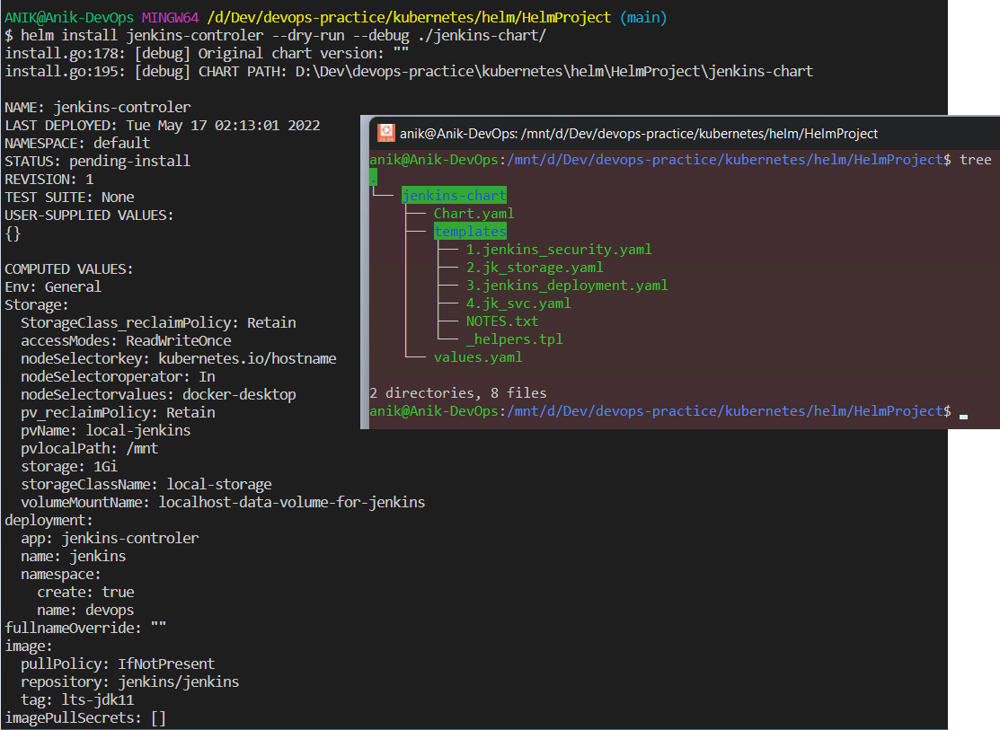 ANIK@Anik-DevOps MINGW64 /d/Dev/devops-practice/kubernetes/helm/HelmProject (main)
$ helm install jenkins-controler --dry-run --debug ./jenkins-chart/
install.go:178: [debug] Original chart version: ""
install.go:195: [debug] CHART PATH: D:\Dev\devops-practice\kubernetes\helm\HelmProject\jenkins-chart
NAME: jenkins-controler
LAST DEPLOYED: Tue May 17 02:13:01 2022
NAMESPACE: default
STATUS: pending-install
REVISION: 1
TEST SUITE: None
USER-SUPPLIED VALUES:
{}
COMPUTED VALUES:
Env: General
Storage:
  StorageClass_reclaimPolicy: Retain
  accessModes: ReadWriteOnce
  nodeSelectorkey: kubernetes.io/hostname
  nodeSelectoroperator: In
  nodeSelectorvalues: docker-desktop
  pv_reclaimPolicy: Retain
  pvName: local-jenkins
  pvlocalPath: /mnt
  storage: 1Gi
  storageClassName: local-storage
  volumeMountName: localhost-data-volume-for-jenkins
deployment:
  app: jenkins-controler
  name: jenkins
  namespace:
    create: true
    name: devops
fullnameOverride: ""
image:
  pullPolicy: IfNotPresent
  repository: jenkins/jenkins
  tag: lts-jdk11
imagePullSecrets: []
anik@Anik-DevOps: /mnt/d/Dev/devops-practice/kubernetes/helm/HelmProject
anik@Anik-DevOps:/mnt/d/Dev/devops-practice/kubernetes/helm/HelmProject$ tree
.
└── jenkins-chart
    ├── Chart.yaml
    ├── templates
    │   ├── 1.jenkins_security.yaml
    │   ├── 2.jk_storage.yaml
    │   ├── 3.jenkins_deployment.yaml
    │   ├── 4.jk_svc.yaml
    │   ├── NOTES.txt
    │   └── _helpers.tpl
    └── values.yaml
2 directories, 8 files
anik@Anik-DevOps:/mnt/d/Dev/devops-practice/kubernetes/helm/HelmProject$